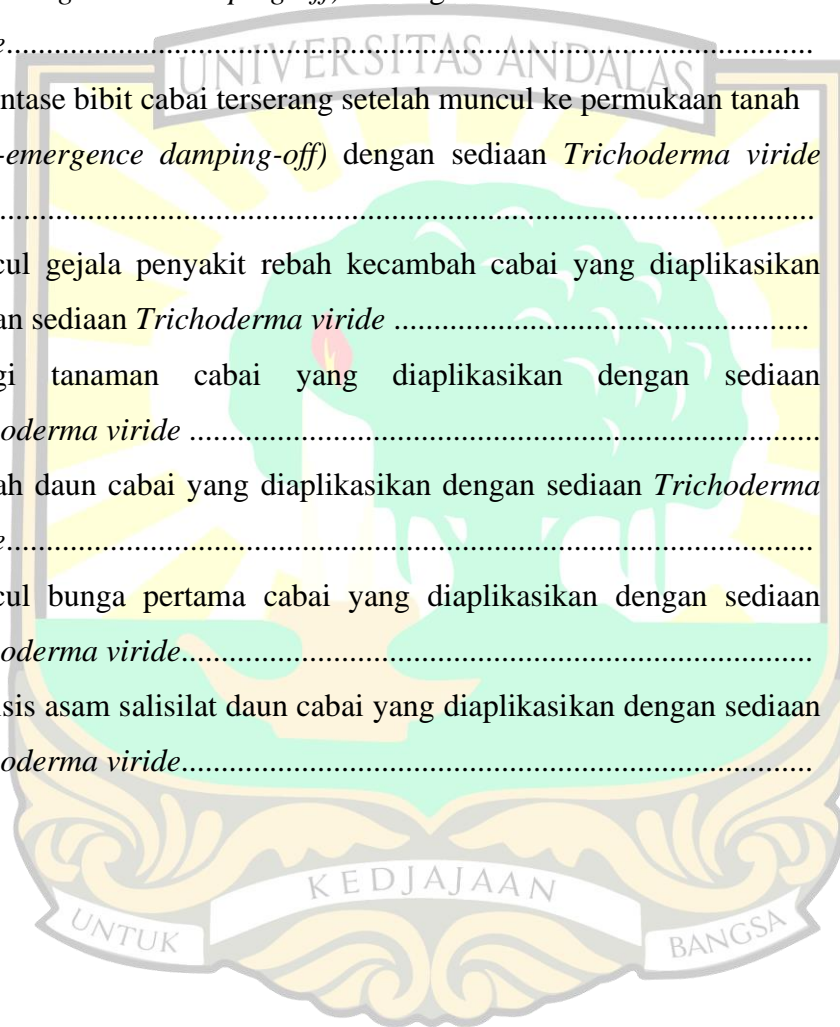 damping-off)
e....................................................................................................
UNIVERSITAS ANDALAS
ntase bibit cabai terserang setelah muncul ke permukaan tanah
-emergence damping-off) dengan sediaan Trichoderma viride
......................................................................................................
cul gejala penyakit rebah kecambah cabai yang diaplikasikan
an sediaan Trichoderma viride ....................................................
gi tanaman cabai yang diaplikasikan dengan sediaan
oderma viride ...............................................................................
ah daun cabai yang diaplikasikan dengan sediaan Trichoderma
e.....................................................................................................
cul bunga pertama cabai yang diaplikasikan dengan sediaan
oderma viride...............................................................................
isis asam salisilat daun cabai yang diaplikasikan dengan sediaan
oderma viride...............................................................................
UNTUK KEDJAJAAN BANGSA